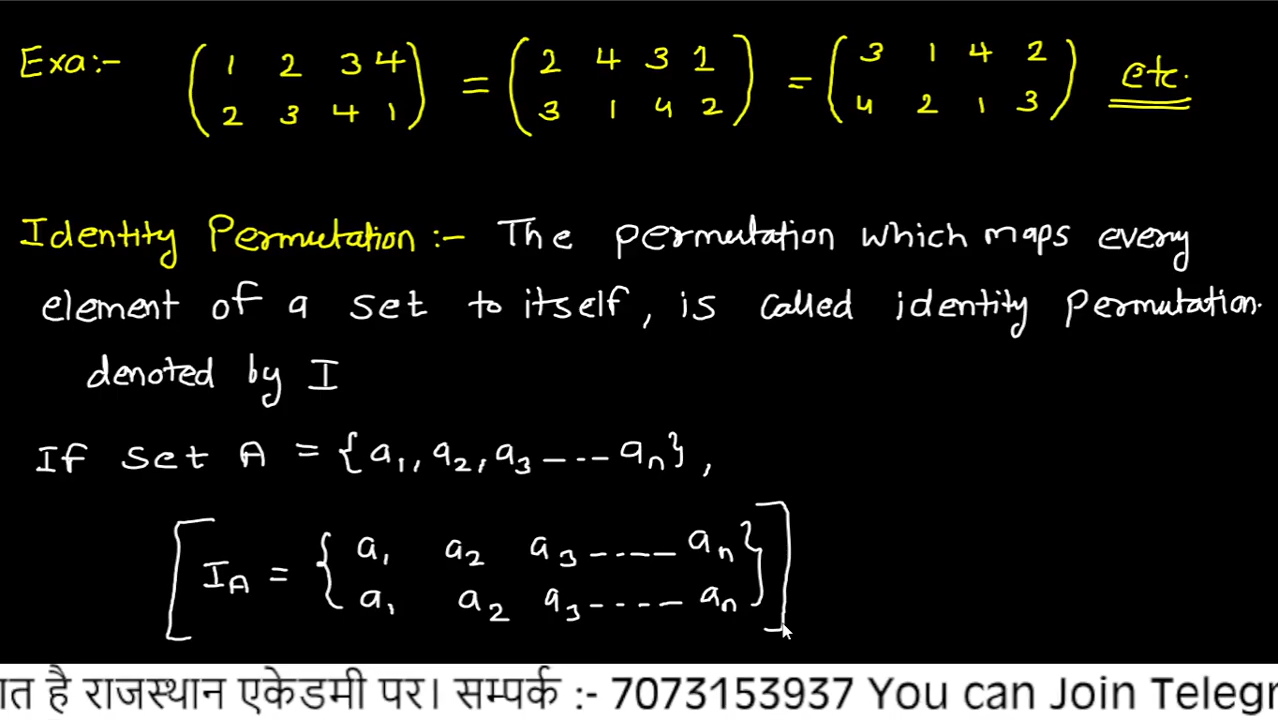 Exa:- ( 1 2 3 4 ) = ( 2 4 3 1 ) = ( 3 1 4 2 ) etc.
( 2 3 4 1 ) ( 3 1 4 2 ) ( 4 2 1 3 )
Identity Permutation :- The permutation which maps every
element of a set to itself, is called identity Permutation.
denoted by I
If set A = {a₁, a₂, a₃ ----- aₙ},
[ I_A = { a₁ a₂ a₃ ------ aₙ } ]
{ a₁ a₂ a₃ ------ aₙ }
है राजस्थान एकेडमी पर। सम्पर्क :- 7073153937 You can Join